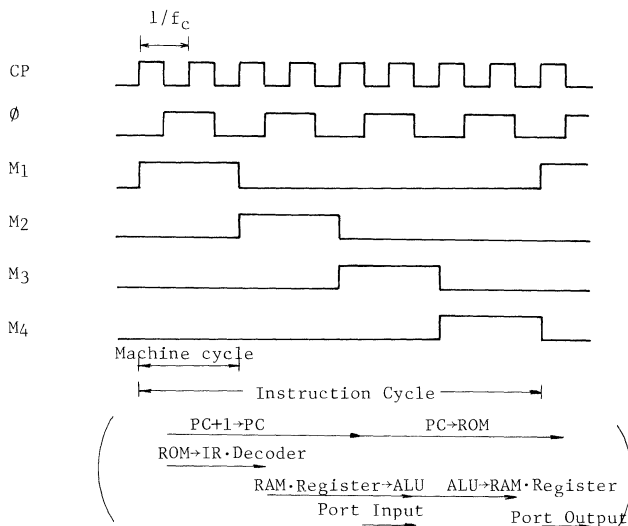 1/fc
CP
ø
M1
M2
M3
M4
Machine cycle
Instruction Cycle
PC+1→PC PC→ROM
ROM→IR·Decoder
RAM·Register→ALU ALU→RAM·Register
Port Input
Port Output